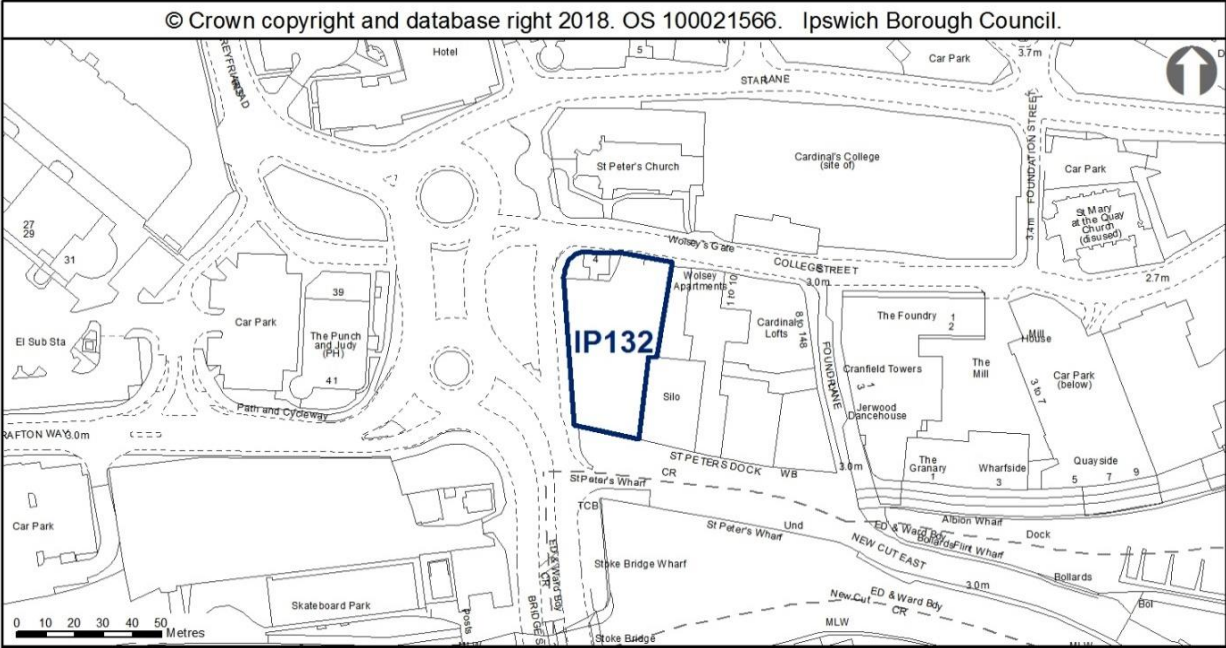 © Crown copyright and database right 2018. OS 100021566. Ipswich Borough Council.
Hotel
5
Car Park
3.7m
STAR LANE
St Peter's Church
Cardinal's College
(site of)
FOUNDATION STREET
3.4m
Car Park
St Mary
at the Quay
Church
(disused)
27
29
31
Wolsey's Gate
COLLEGE STREET
3.0m
2.7m
4
Wolsey
Apartments
1 to 10
Cardinal
Lofts
8 to 148
FOUNDRY LANE
The Foundry
1
2
Mill
House
The
Mill
Car Park
(below)
3 to 7
Cranfield Towers
1
3
Jerwood
Dancehouse
The
Granary
1
Wharfside
3
Quayside
5
7
9
Car Park
39
The Punch
and Judy
(PH)
41
El Sub Sta
Path and Cycleway
RAFTON WAY
3.0m
IP132
Silo
ST PETERS DOCK
WB
CR
3.0m
St Peter's Wharf
TCB
St Peter's Wharf
Und
Albion Wharf
ED & Ward Bdy
Dock
Bollards
Flint Wharf
NEW CUT EAST
3.0m
Bollards
Bol
Car Park
Stoke Bridge Wharf
ED & Ward Bdy
CR
BRIDGE S
Skateboard Park
Posts
New Cut
ED & Ward Bdy
CR
MLW
Stoke Bridge
MLW
0 10 20 30 40 50
Metres